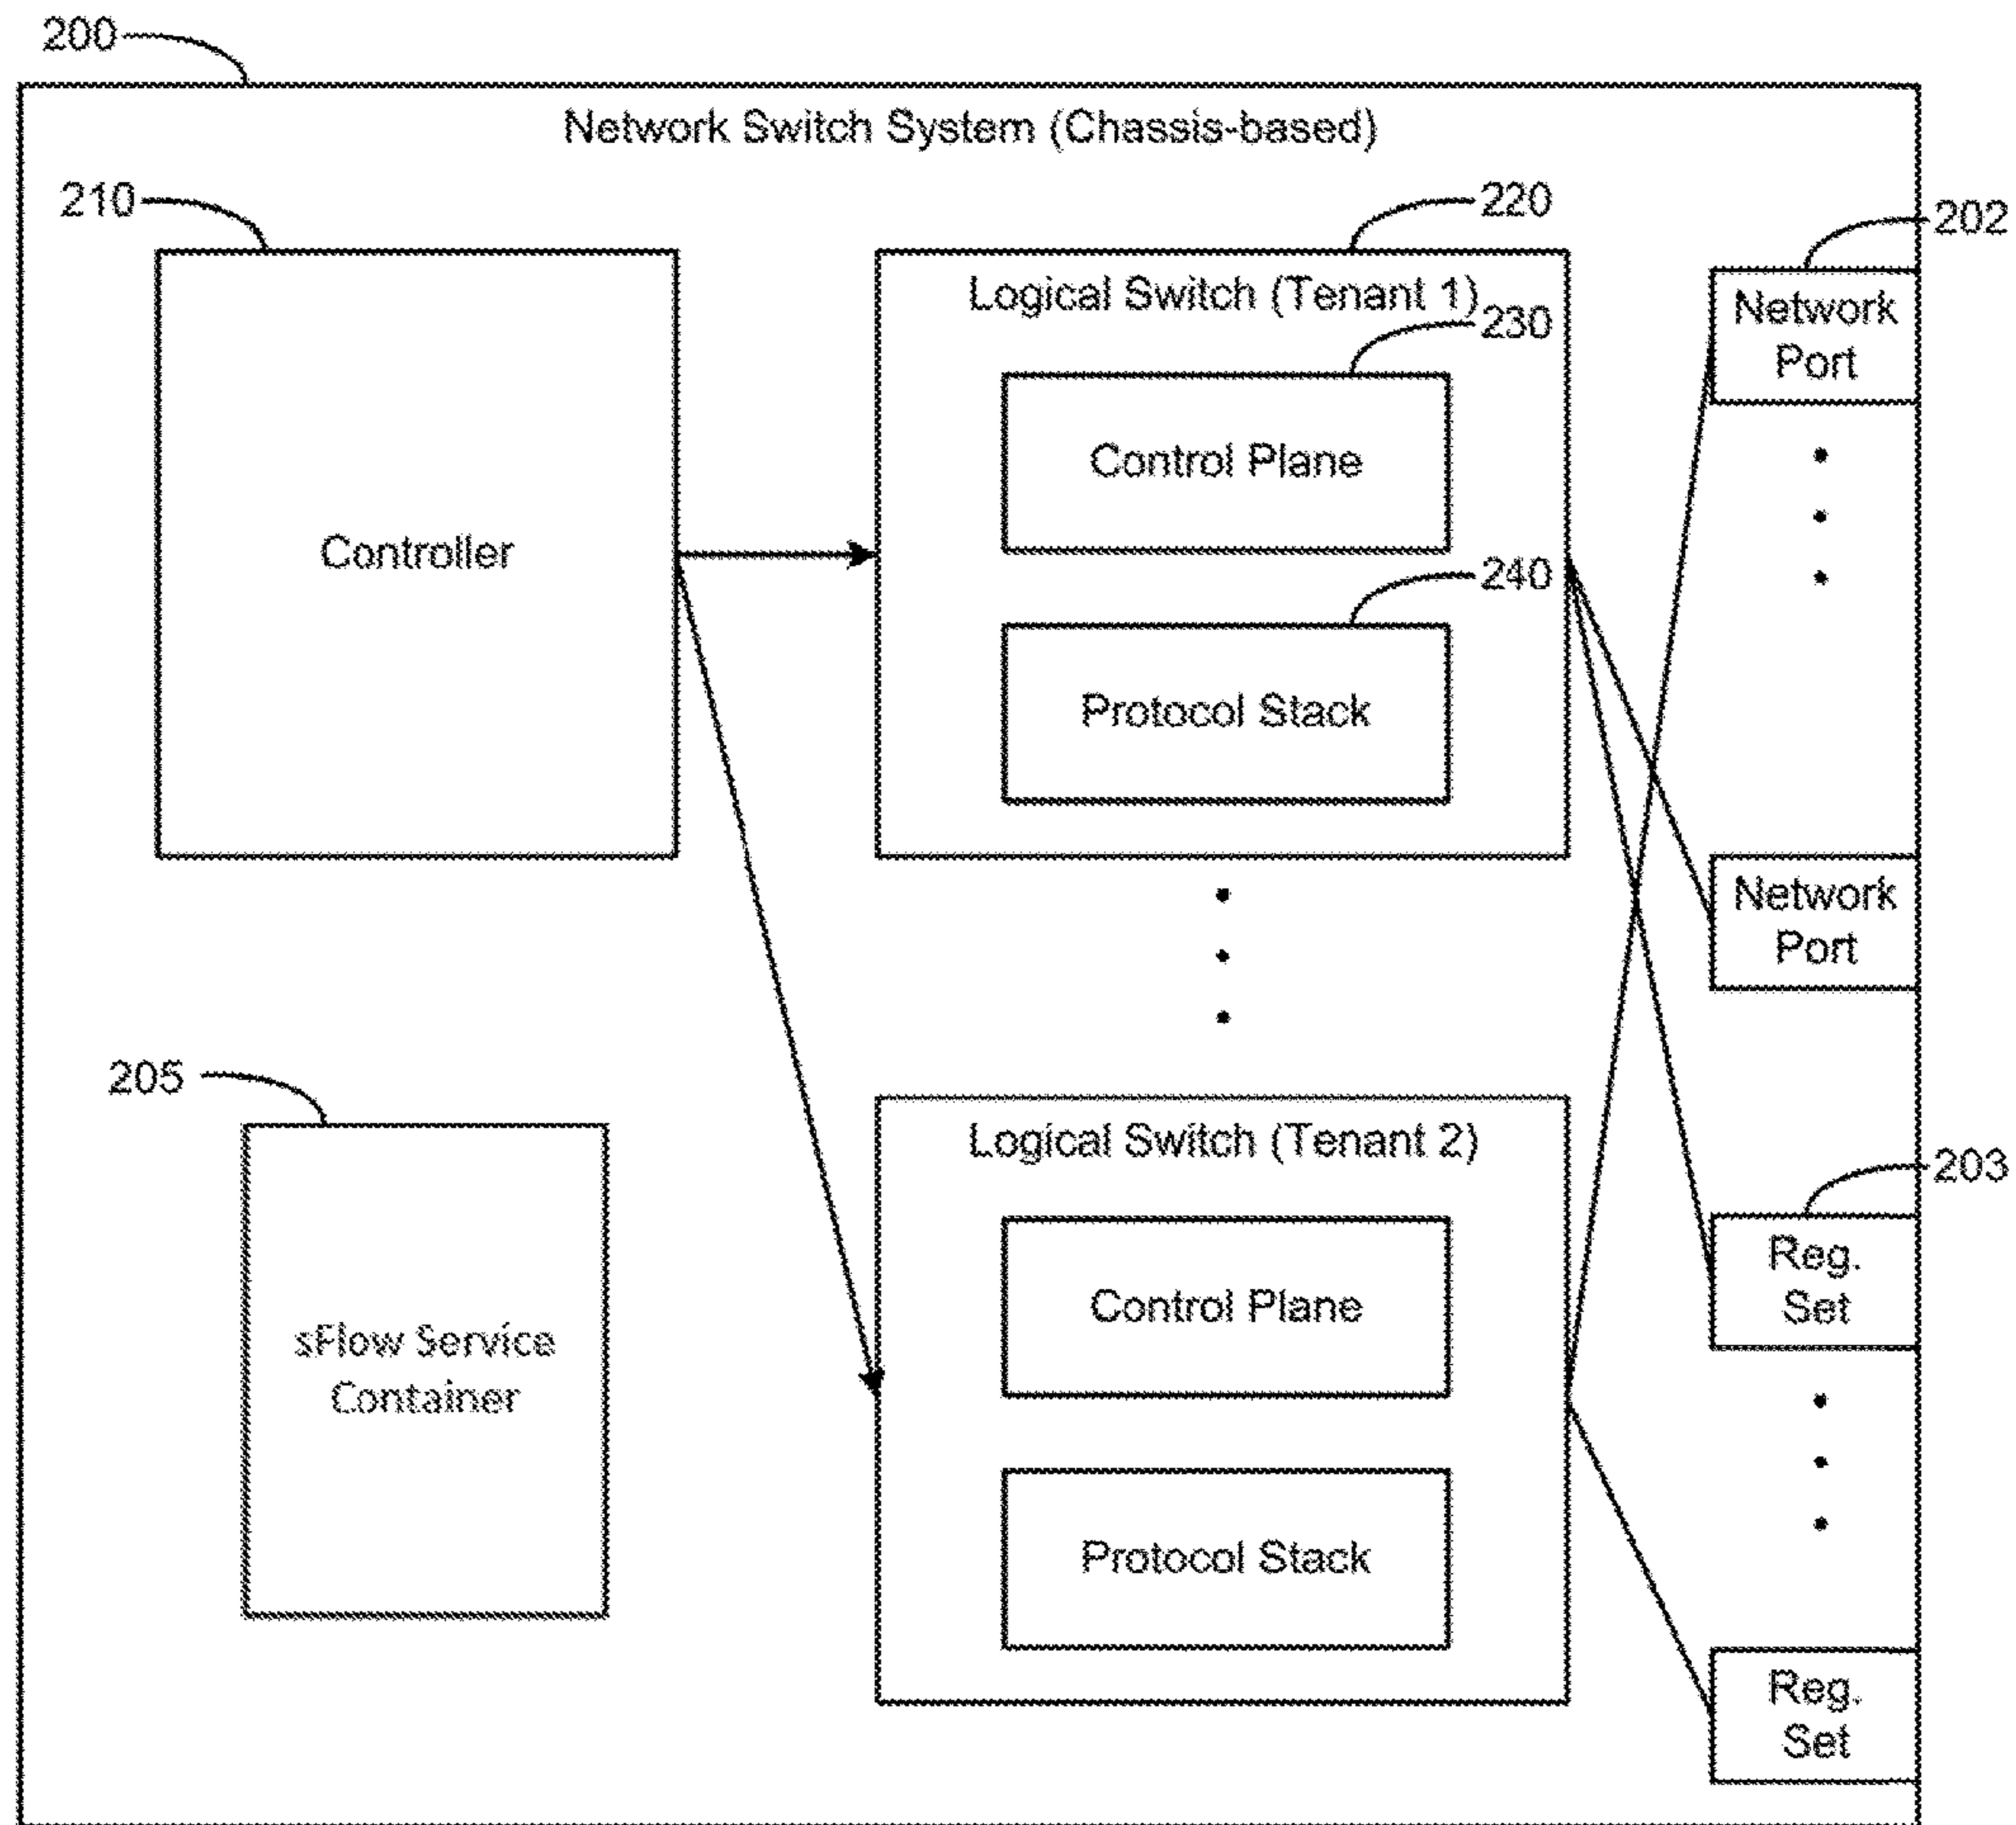 200
Network Switch System (Chassis-based)
210
220
202
Logical Switch (Tenant 1)
230
Network
Port
Control Plane
Controller
240
Protocol Stack
Network
Port
205
Logical Switch (Tenant 2)
203
Reg.
Set
Control Plane
sFlow Service
Container
Protocol Stack
Reg.
Set